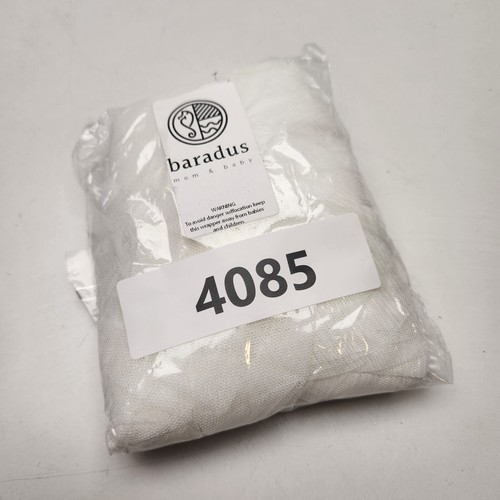 baradus
mom & baby
WARNING
To avoid danger suffocation keep
this wrapper away from babies
and children.
4085